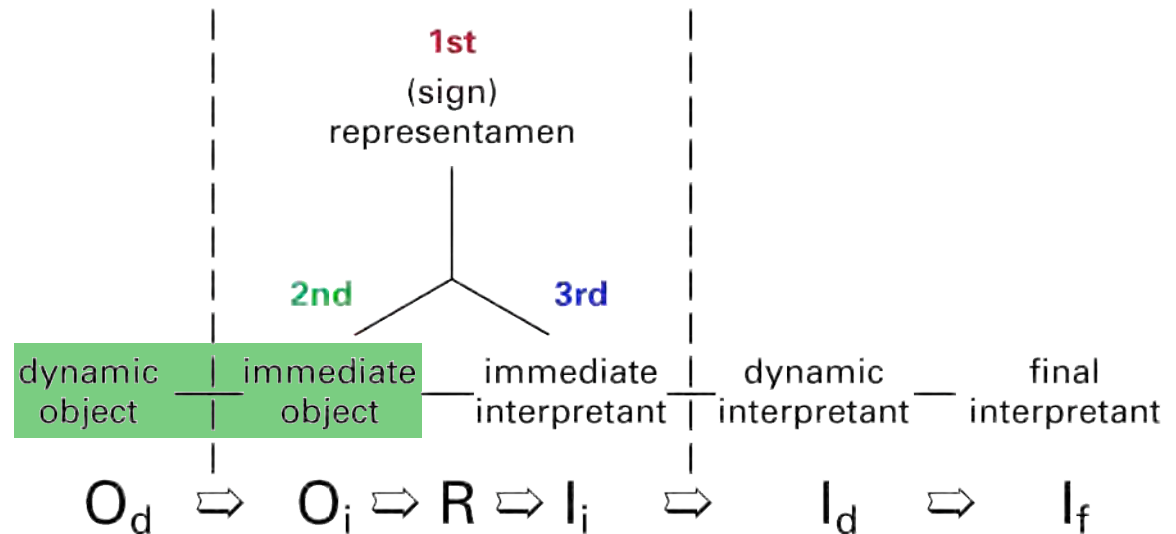 1st
(sign)
representamen
2nd
3rd
dynamic object
immediate object
immediate interpretant
dynamic interpretant
final interpretant
Od ⇨ Oi ⇨ R ⇨ Ii ⇨ Id ⇨ If